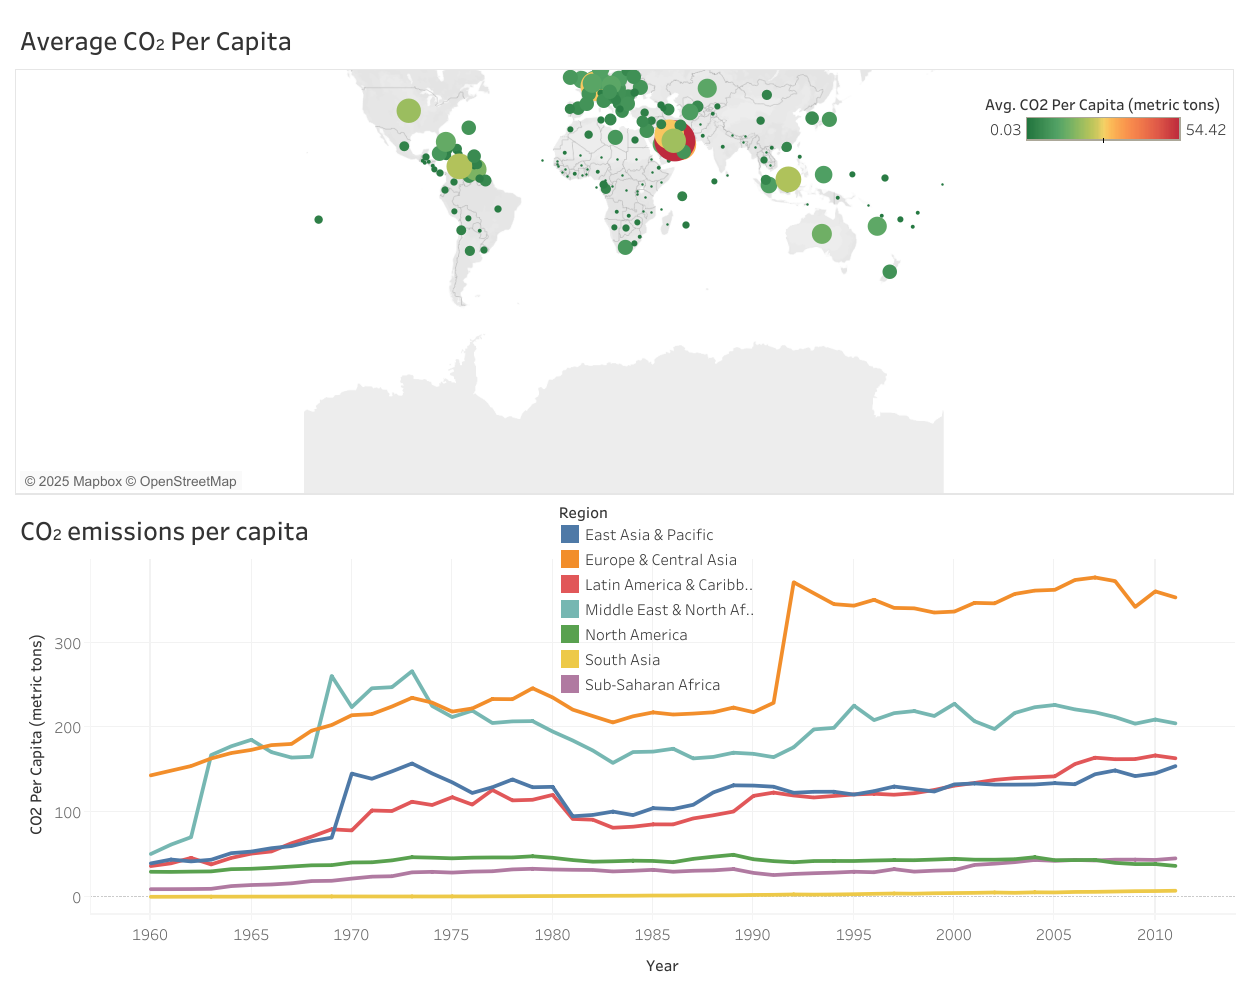 Average CO₂ Per Capita
Avg. CO2 Per Capita (metric tons)
0.03 54.42
© 2025 Mapbox © OpenStreetMap
CO₂ emissions per capita
Region
East Asia & Pacific
Europe & Central Asia
Latin America & Caribb..
Middle East & North Af..
North America
South Asia
Sub-Saharan Africa
CO2 Per Capita (metric tons)
300
200
100
0
1960 1965 1970 1975 1980 1985 1990 1995 2000 2005 2010
Year